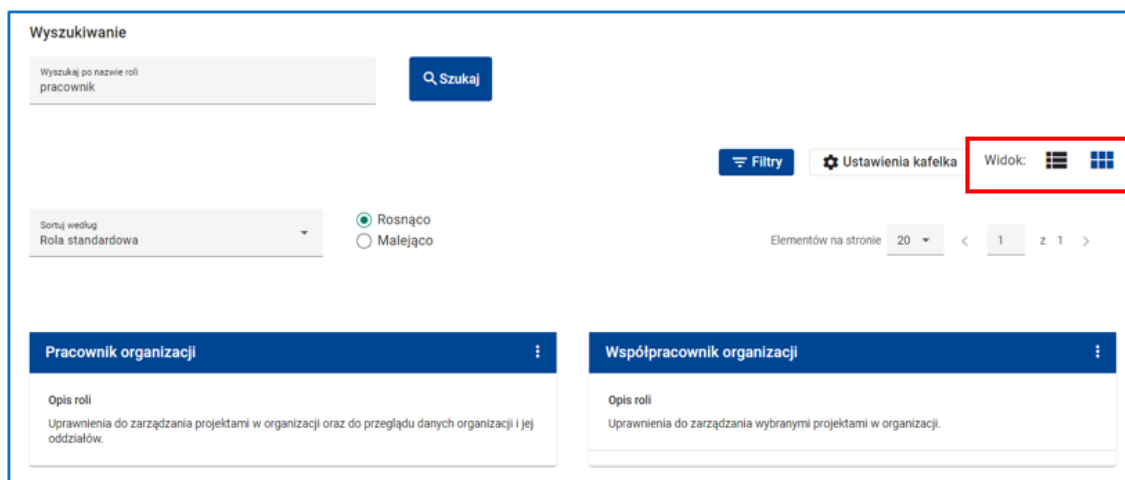 Wyszukiwanie
Wyszukaj po nazwie roli
pracownik
Szukaj
Filtry
Ustawienia kafelka
Widok:
Sortuj według
Rola standardowa
Rosnąco
Malejąco
Elementów na stronie 20 1 z 1
Pracownik organizacji
Opis roli
Uprawnienia do zarządzania projektami w organizacji oraz do przeglądu danych organizacji i jej
oddziałów.
Współpracownik organizacji
Opis roli
Uprawnienia do zarządzania wybranymi projektami w organizacji.